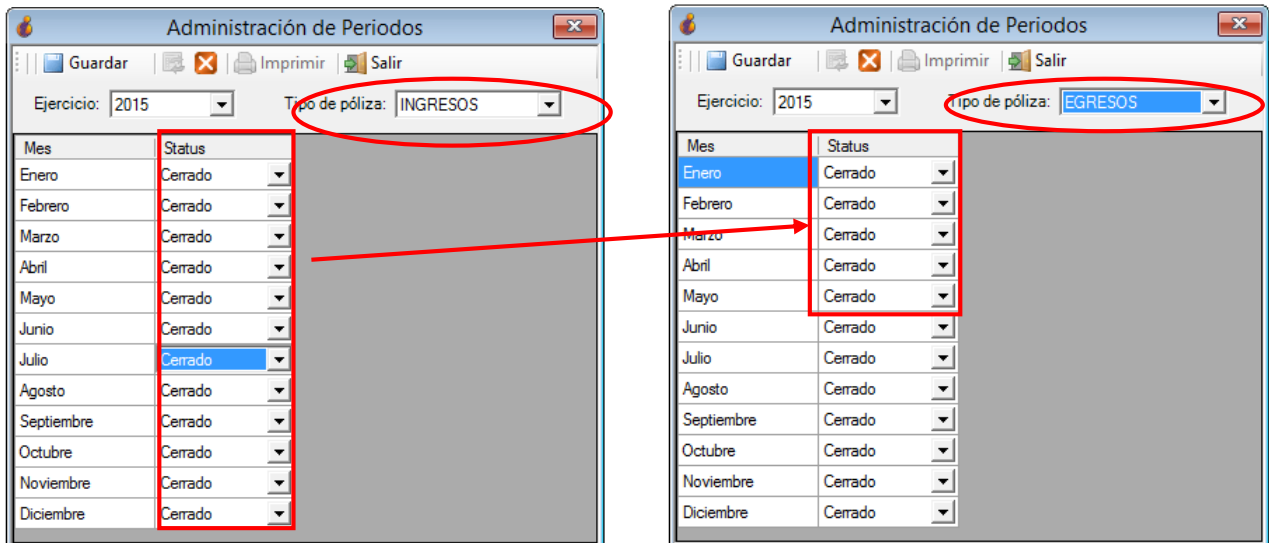 Administración de Periodos
Guardar Imprimir Salir
Ejercicio: 2015 Tipo de póliza: INGRESOS
Mes Status
Enero Cerrado
Febrero Cerrado
Marzo Cerrado
Abril Cerrado
Mayo Cerrado
Junio Cerrado
Julio Cerrado
Agosto Cerrado
Septiembre Cerrado
Octubre Cerrado
Noviembre Cerrado
Diciembre Cerrado
Administración de Periodos
Guardar Imprimir Salir
Ejercicio: 2015 Tipo de póliza: EGRESOS
Mes Status
Enero Cerrado
Febrero Cerrado
Marzo Cerrado
Abril Cerrado
Mayo Cerrado
Junio Cerrado
Julio Cerrado
Agosto Cerrado
Septiembre Cerrado
Octubre Cerrado
Noviembre Cerrado
Diciembre Cerrado